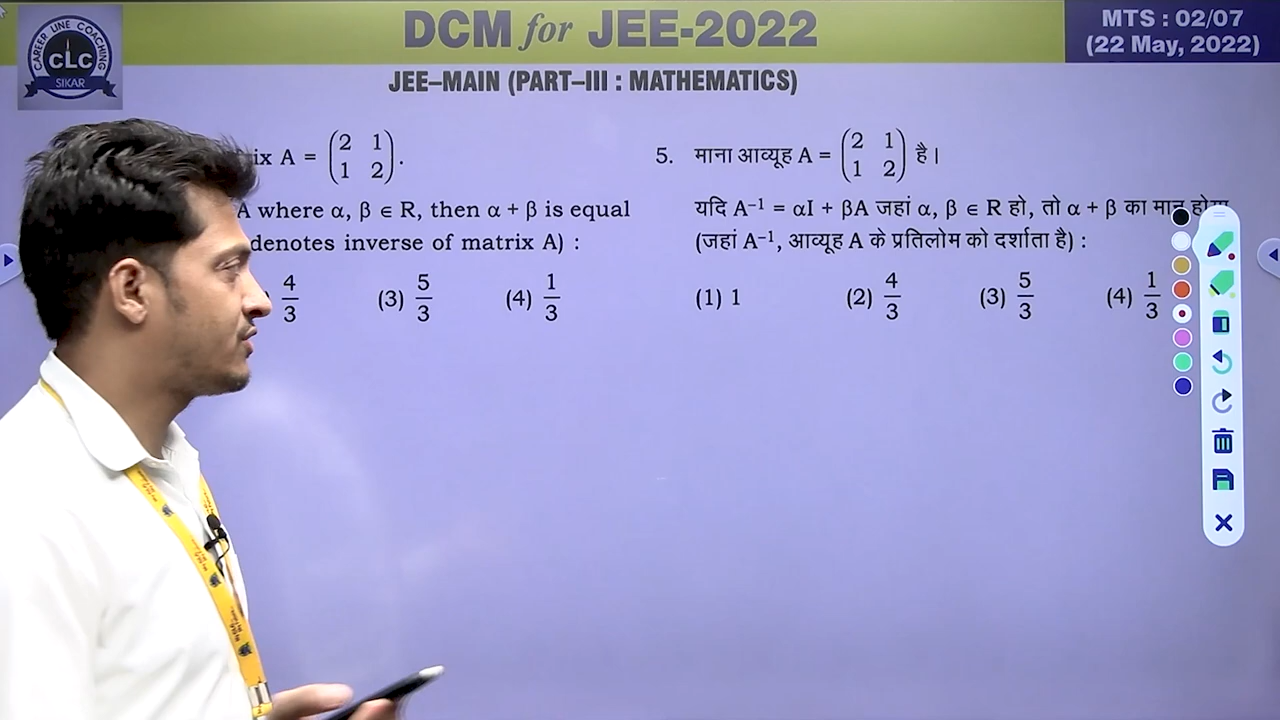 CAREER LINE COACHING
CLC
SIKAR
DCM for JEE-2022
MTS : 02/07
(22 May, 2022)
JEE–MAIN (PART–III : MATHEMATICS)
ix A = (2 1
1 2).
A where α, β ∈ R, then α + β is equal
denotes inverse of matrix A) :
4/3 (3) 5/3 (4) 1/3
5. माना आव्यूह A = (2 1
1 2) है।
यदि A⁻¹ = αI + βA जहां α, β ∈ R हो, तो α + β का मान
(जहां A⁻¹, आव्यूह A के प्रतिलोम को दर्शाता है) :
(1) 1 (2) 4/3 (3) 5/3 (4) 1/3